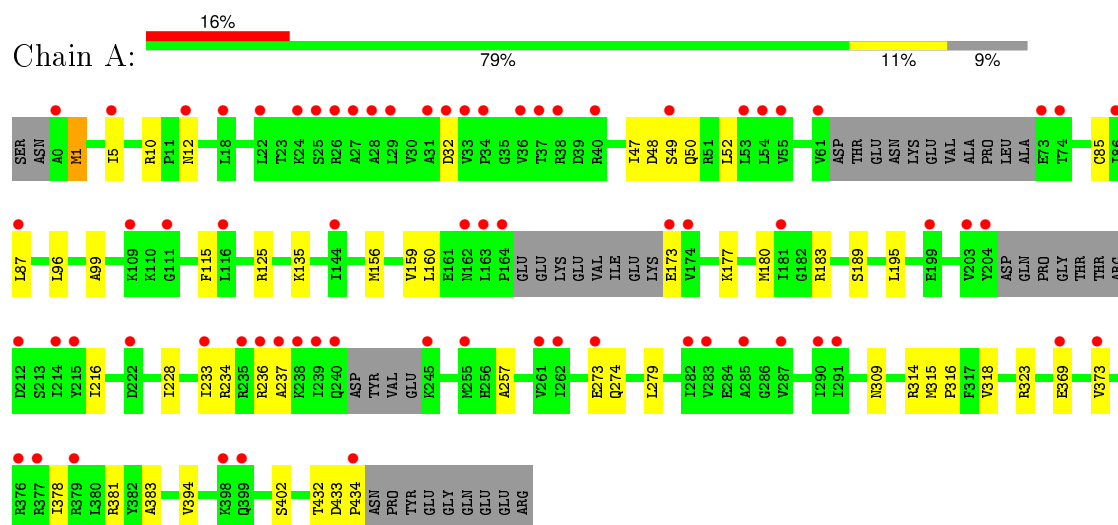 16%
Chain A:
79% 11% 9%
SER ASN A0 M1 I5 R10 P11 N12 L18 L22 T23 K24 S25 R26 A27 A28 L29 V30 A31 D32 V33 P34 G35 V36 I37 R38 D39 R40 I47 D48 S49 Q50 R51 L52 L53 L54 V55 V61 ASP THR GLU ASN LYS GLU VAL ALA PRO LEU ALA E73 I74 C85 I86
L87 L96 A99 K109 K110 G111 F115 L116 R125 K135 I144 M156 V159 L160 E161 N162 L163 P164 GLU GLU LYS GLU VAL ILE GLU LYS E173 V174 K177 M180 I181 G182 R183 S189 L195 E199 V203 Y204 ASP GLN PRO GLY THR THR ARG
D212 S213 I214 Y215 I216 D222 I228 I233 R234 R235 R236 A237 K238 I239 Q240 ASP TYR VAL GLU K245 M255 H256 A257 V261 I262 E273 Q274 L279 I282 V283 E284 A285 G286 V287 I290 I291 N309 R314 M315 P316 F317 V318 R323 E369 V373
R376 R377 I378 R379 L380 R381 Y382 A383 V394 K398 Q399 S402 T432 D433 P434 ASN PRO TYR GLU GLY GLN GLU GLU ARG